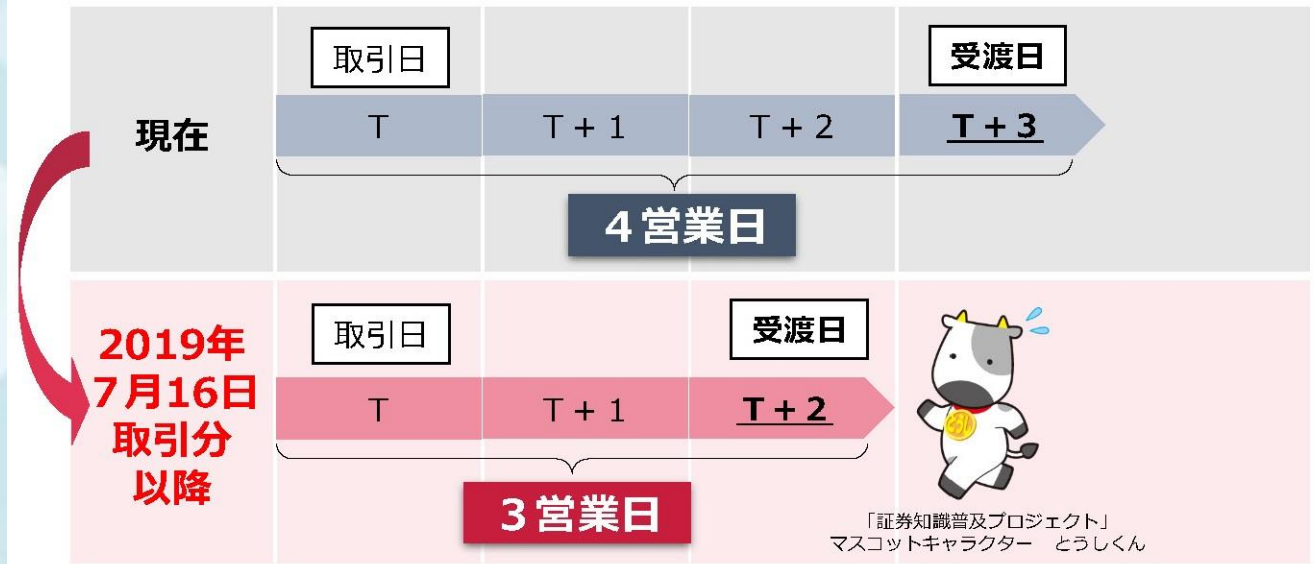 取引日
受渡日
現在
T
T+1
T+2
T+3
4営業日
2019年
7月16日
取引分
以降
取引日
受渡日
T
T+1
T+2
3営業日
「証券知識普及プロジェクト」
マスコットキャラクター とうしくん